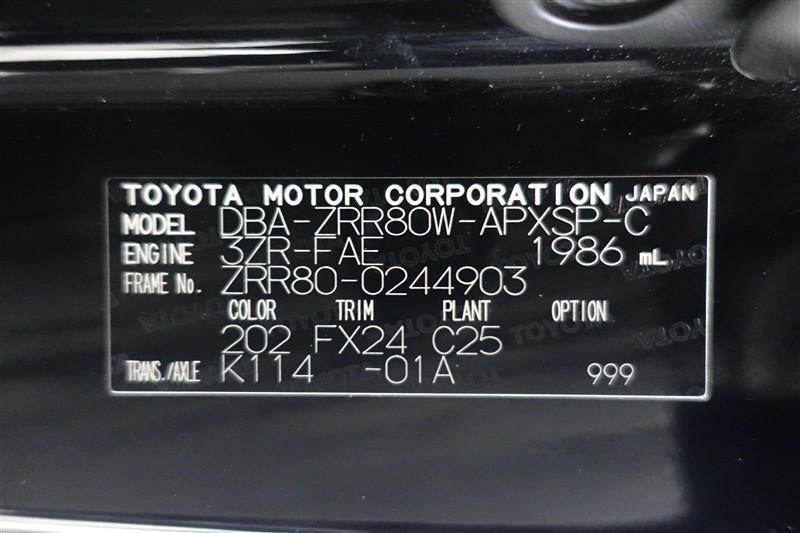 TOYOTA MOTOR CORPORATION JAPAN
MODEL DBA-ZRR80W-APXSP-C
ENGINE 3ZR-FAE 1986 mL
FRAME No. ZRR80-0244903
COLOR TRIM PLANT OPTION
202 FX24 C25
TRANS./AXLE K114 -01A 999